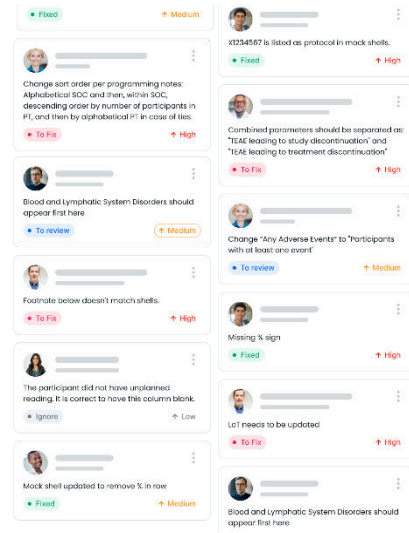 Fixed
Medium
Change sort order per programming notes:
Alphabetical SOC and then, within SOC,
descending order by number of participants in
PT, and then by alphabetical PT in case of ties.
To Fix
High
Blood and Lymphatic System Disorders should
appear first here
To review
Medium
Footnote below doesn't match shells.
To Fix
High
The participant did not have unplanned
reading. It is correct to have this column blank.
Ignore
Low
Mock shell updated to remove % in row
Fixed
Medium
X1234567 is listed as protocol in mock shells.
Fixed
High
Combined parameters should be separated as:
"TEAE leading to study discontinuation" and
"TEAE leading to treatment discontinuation"
To Fix
High
Change "Any Adverse Events" to "Participants
with at least one event'
To review
Medium
Missing % sign
Fixed
High
LoT needs to be updated
To Fix
High
Blood and Lymphatic System Disorders should
appear first here